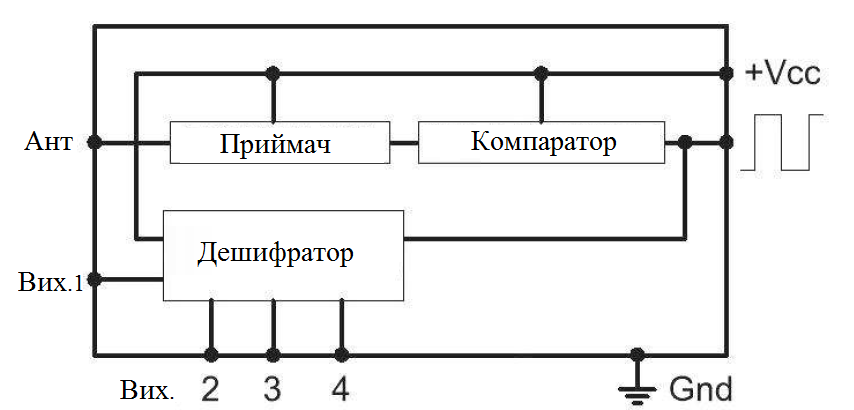 +Vcc
Ант
Приймач
Компаратор
Дешифратор
Вих.1
Вих. 2 3 4
Gnd